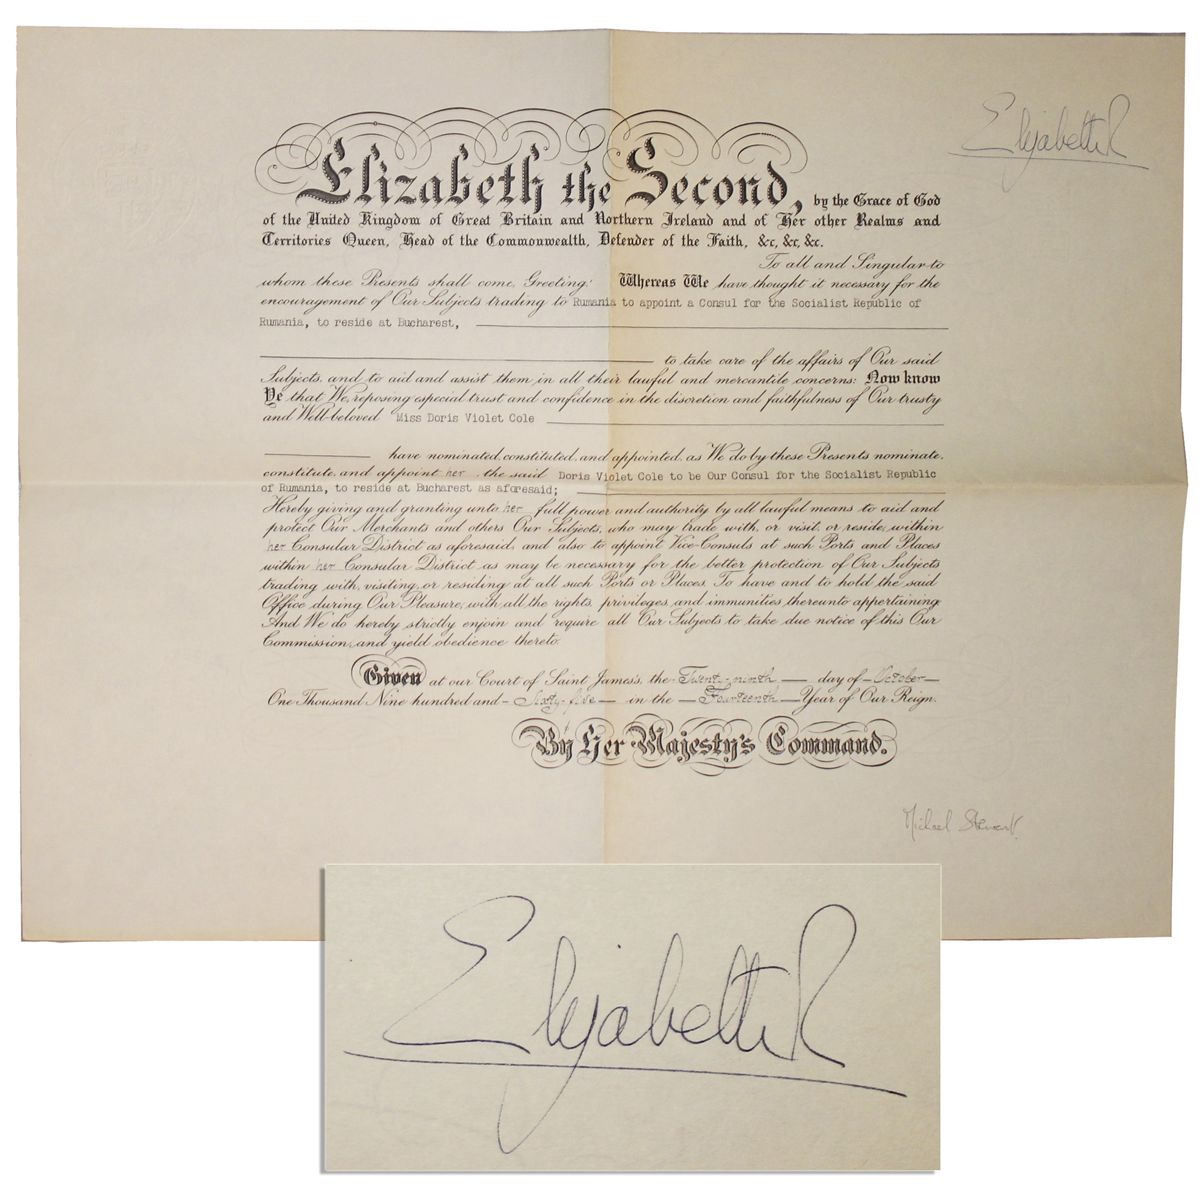 Elizabeth R
Elizabeth the Second, by the Grace of God
of the United Kingdom of Great Britain and Northern Ireland and of Her other Realms and
Territories Queen, Head of the Commonwealth, Defender of the Faith, &c, &c, &c.
To all and Singular to
whom these Presents shall come, Greeting: Whereas We have thought it necessary for the
encouragement of Our Subjects trading to Rumania to appoint a Consul for the Socialist Republic of
Rumania, to reside at Bucharest,
to take care of the affairs of Our said
Subjects, and to aid and assist them in all their lawful and mercantile concerns: Now know
Ye that We, reposing especial trust and confidence in the discretion and faithfulness of Our trusty
and Well-beloved Miss Doris Violet Cole
have nominated, constituted, and appointed, as We do by these Presents nominate,
constitute, and appoint her the said Doris Violet Cole to be Our Consul for the Socialist Republic
of Rumania, to reside at Bucharest as aforesaid;
Hereby giving and granting unto her full power and authority by all lawful means to aid and
protect Our Merchants and others Our Subjects, who may trade with, or visit, or reside, within
her Consular District as aforesaid, and also to appoint Vice-Consuls at such Ports and Places
within her Consular District as may be necessary for the better protection of Our Subjects
trading with, visiting or residing at all such Ports or Places. To have and to hold the said
Office during Our Pleasure, with all the rights, privileges, and immunities thereunto appertaining.
And We do hereby strictly enjoin and require all Our Subjects to take due notice of this Our
Commission, and yield obedience thereto.
Given at our Court of Saint James's, the Twenty-ninth day of October
One Thousand Nine hundred and Sixty-five in the Fourteenth Year of Our Reign.
By Her Majesty's Command.
Michael Stewart
Elizabeth R